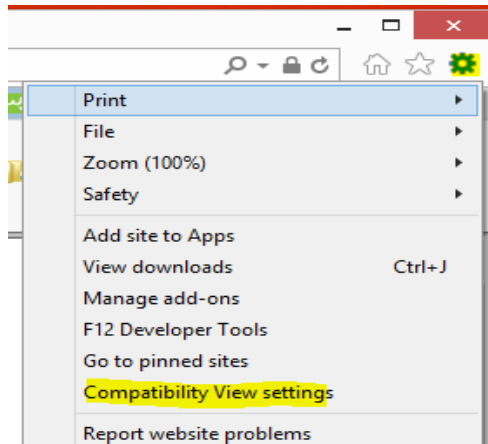 Print
File
Zoom (100%)
Safety
Add site to Apps
View downloads Ctrl+J
Manage add-ons
F12 Developer Tools
Go to pinned sites
Compatibility View settings
Report website problems